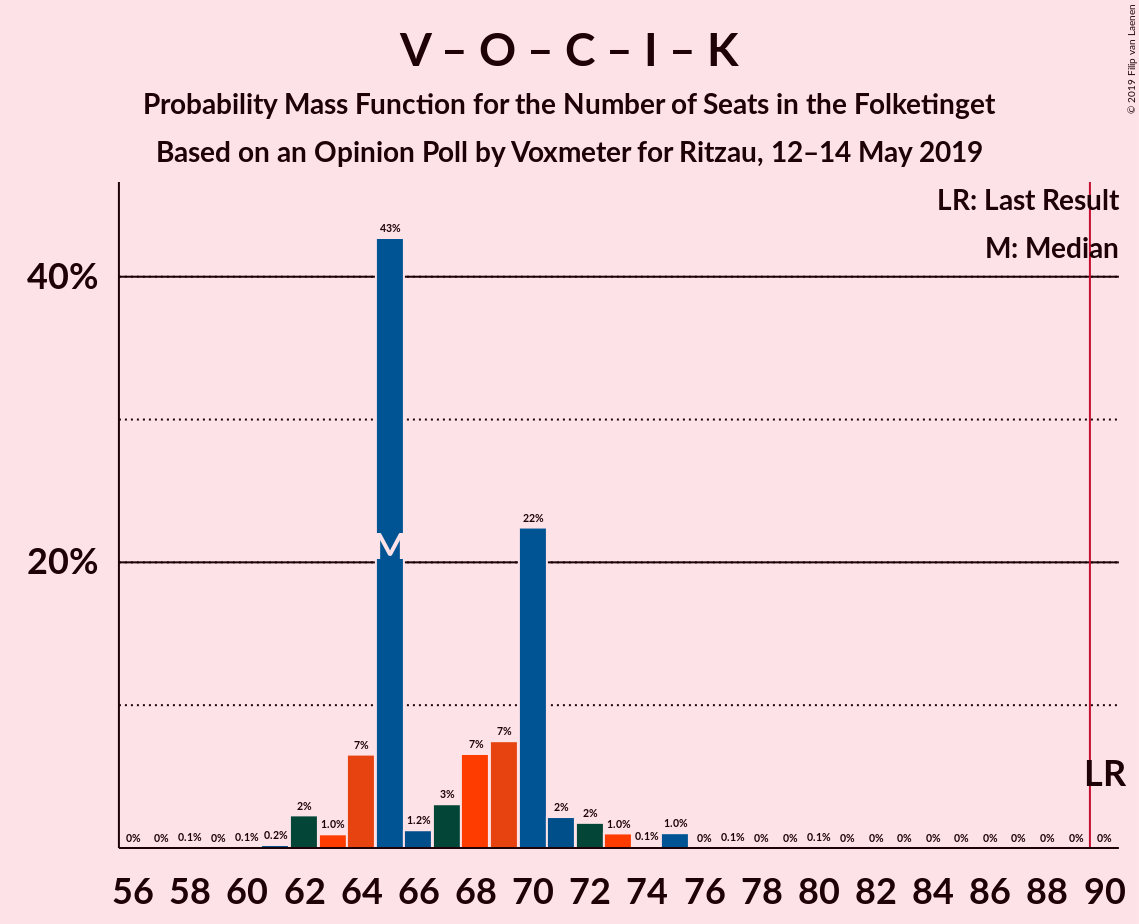 V – O – C – I – K
Probability Mass Function for the Number of Seats in the Folketinget
Based on an Opinion Poll by Voxmeter for Ritzau, 12–14 May 2019
© 2019 Filip van Laenen
LR: Last Result
M: Median
40%
20%
0% 0% 0.1% 0% 0.1% 0.2% 2% 1.0% 7% 43% 1.2% 3% 7% 7% 22% 2% 2% 1.0% 0.1% 1.0% 0% 0.1% 0% 0% 0.1% 0% 0% 0% 0% 0% 0% 0% 0% 0% 0%
M
LR
56 58 60 62 64 66 68 70 72 74 76 78 80 82 84 86 88 90